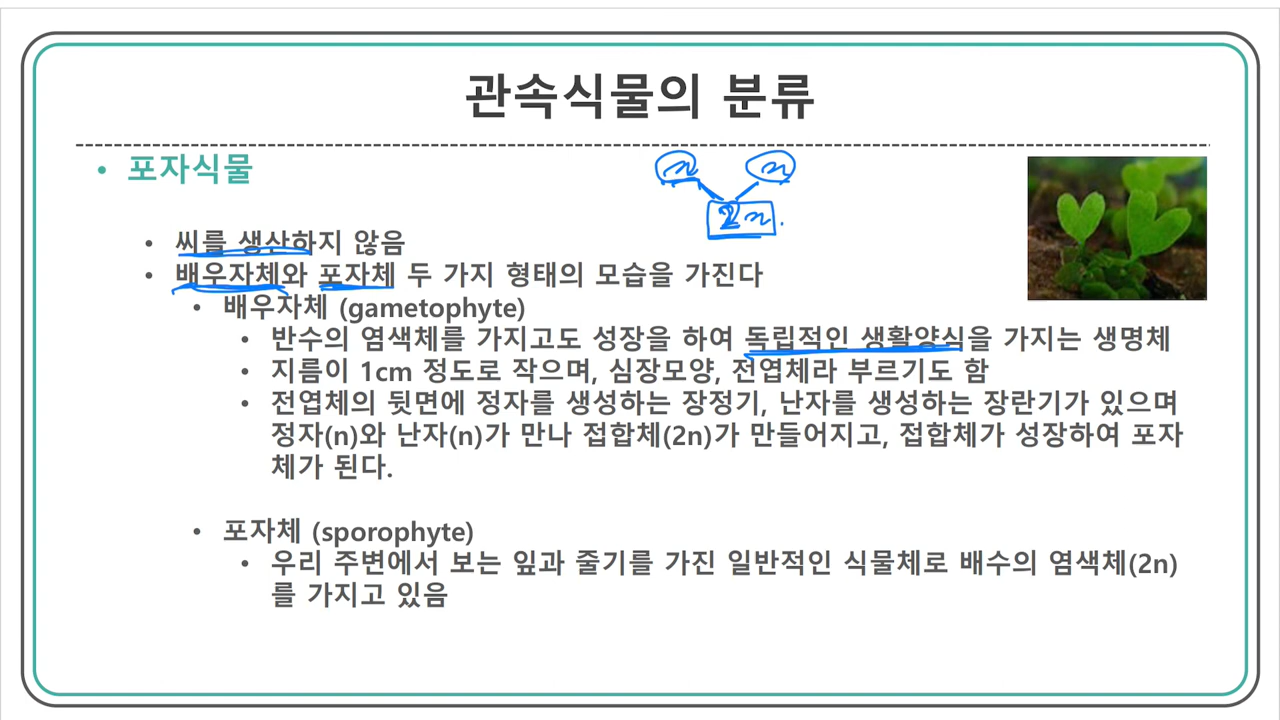 관속식물의 분류
• 포자식물
n n
2n.
• 씨를 생산하지 않음
• 배우자체와 포자체 두 가지 형태의 모습을 가진다
• 배우자체 (gametophyte)
• 반수의 염색체를 가지고도 성장을 하여 독립적인 생활양식을 가지는 생명체
• 지름이 1cm 정도로 작으며, 심장모양, 전엽체라 부르기도 함
• 전엽체의 뒷면에 정자를 생성하는 장정기, 난자를 생성하는 장란기가 있으며
정자(n)와 난자(n)가 만나 접합체(2n)가 만들어지고, 접합체가 성장하여 포자
체가 된다.
• 포자체 (sporophyte)
• 우리 주변에서 보는 잎과 줄기를 가진 일반적인 식물체로 배수의 염색체(2n)
를 가지고 있음